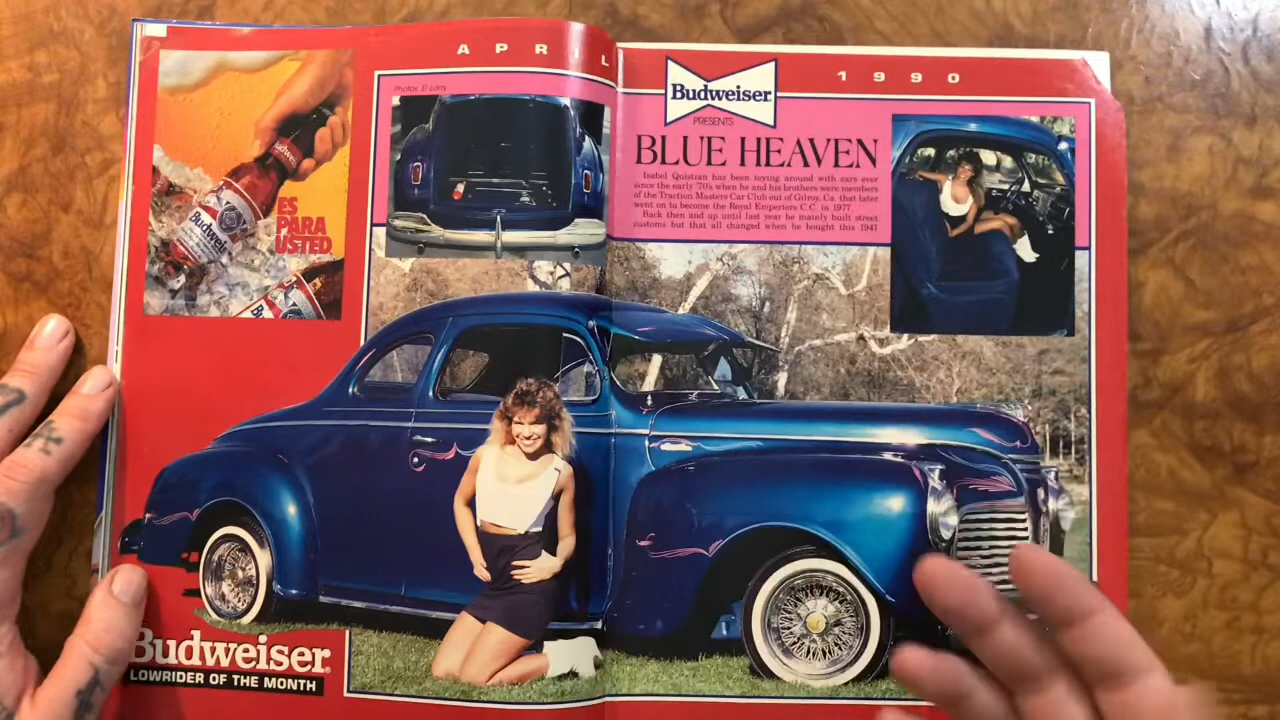 APRIL 1990
Budweiser
Budweiser
ES
PARA
USTED
Photos: El Larry
Budweiser
PRESENTS
BLUE HEAVEN
Isabel Quistian has been toying around with cars ever
since the early '70's when he and his brothers were members
of the Traction Masters Car Club out of Gilroy, Ca. that later
went on to become the Royal Emperiors C.C. in 1977.
Back then and up until last year he mainly built street
customs but that all changed when he bought this 1941
Budweiser®
LOWRIDER OF THE MONTH